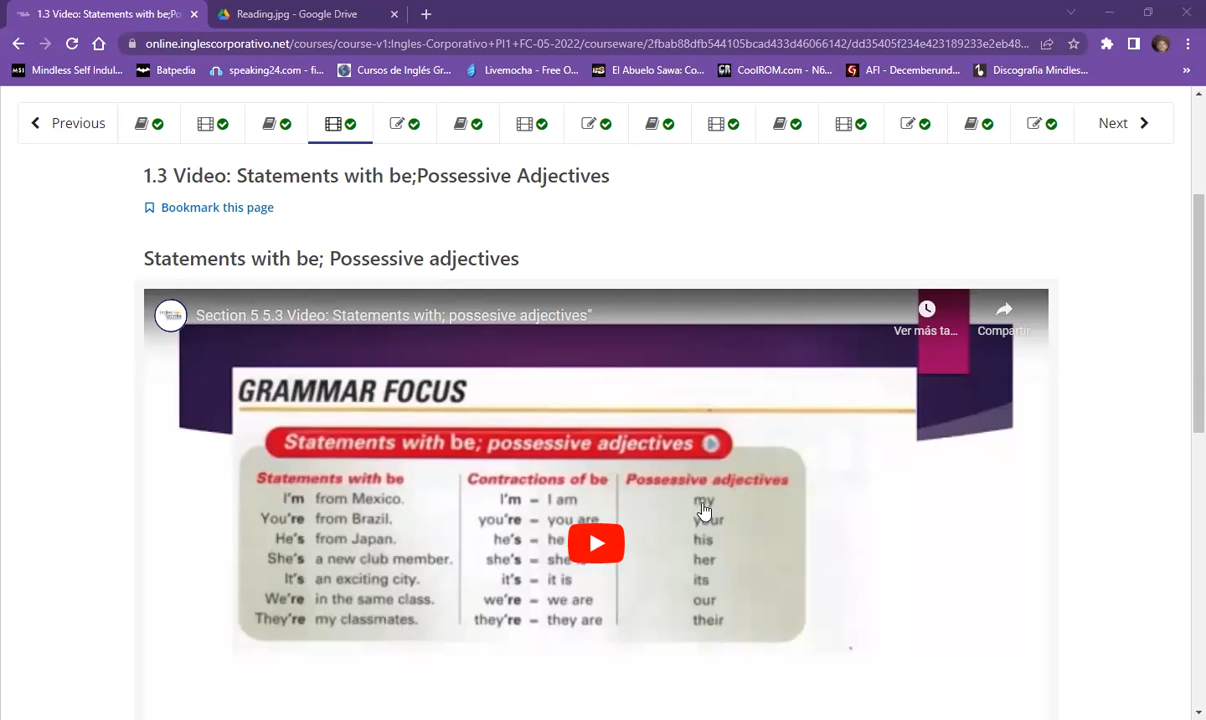 1.3 Video: Statements with be;Po
Reading.jpg - Google Drive
online.inglescorporativo.net/courses/course-v1:Ingles-Corporativo+PI1+FC-05-2022/courseware/2fbab88dfb544105bcad433d46066142/dd35405f234e423189233e2eb48...
Mindless Self Indul...
Batpedia
speaking24.com - fi...
Cursos de Inglés Gr...
Livemocha - Free O...
El Abuelo Sawa: Co...
CoolROM.com - N6...
AFI - Decemberund...
Discografia Mindles...
»
Previous
Next
1.3 Video: Statements with be;Possessive Adjectives
Bookmark this page
Statements with be; Possessive adjectives
Section 5 5.3 Video: Statements with; possesive adjectives"
Ver más ta...
Compartir
GRAMMAR FOCUS
Statements with be; possessive adjectives
Statements with be Contractions of be Possessive adjectives
I'm from Mexico. I'm = I am my
You're from Brazil. you're = you are your
He's from Japan. he's = he his
She's a new club member. she's = she her
It's an exciting city. it's = it is its
We're in the same class. we're = we are our
They're my classmates. they're = they are their